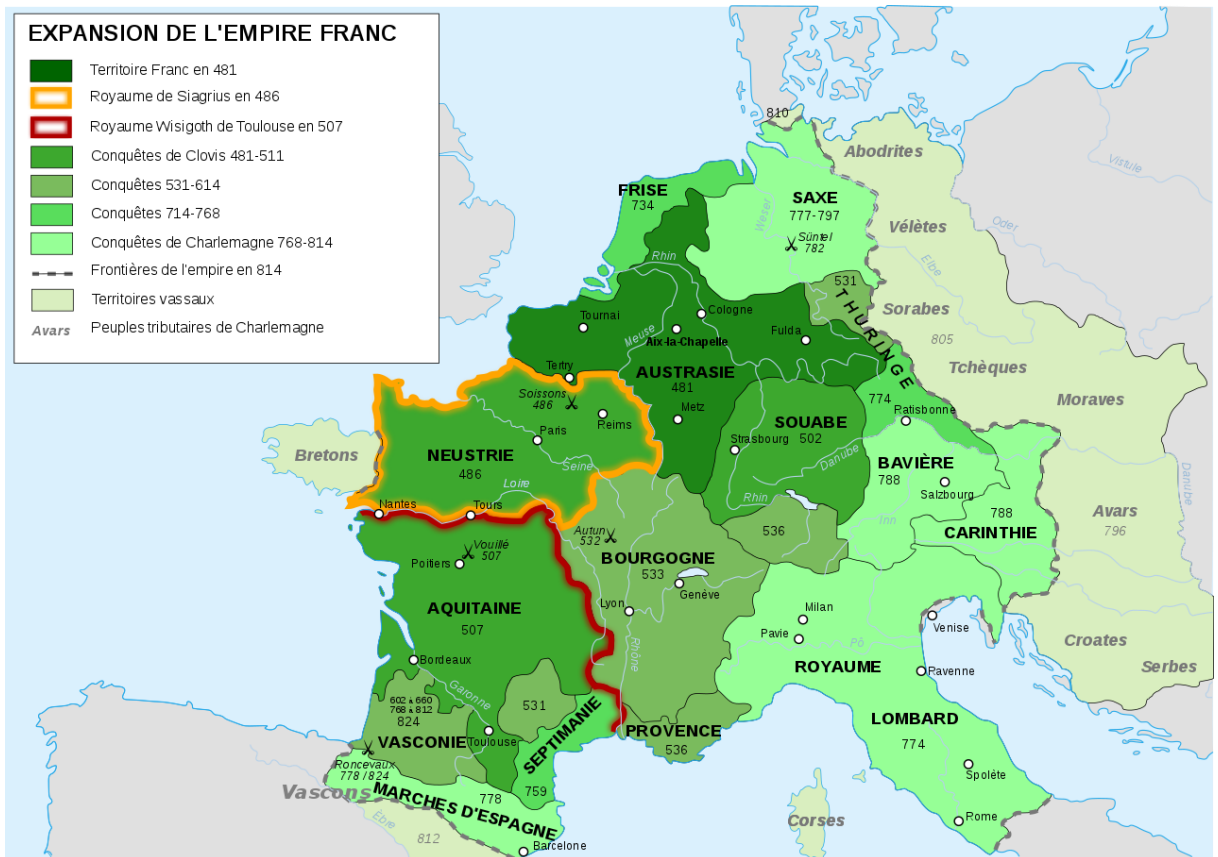 EXPANSION DE L'EMPIRE FRANC
Territoire Franc en 481
Royaume de Siagrius en 486
Royaume Wisigoth de Toulouse en 507
Conquêtes de Clovis 481-511
Conquêtes 531-614
Conquêtes 714-768
Conquêtes de Charlemagne 768-814
Frontières de l'empire en 814
Territoires vassaux
Avars Peuples tributaires de Charlemagne
810
Abodrites
Vistule
FRISE
734
SAXE
777-797
Weser
Süntel
782
Vélètes
Oder
Elbe
Rhin
531
THURINGE
Sorabes
805
Tournai
Cologne
Meuse
Aix-la-Chapelle
Fulda
Tchèques
Tertry
AUSTRASIE
481
Moraves
Soissons
486
Reims
Metz
774
Ratisbonne
SOUABE
502
Paris
Strasbourg
Bretons
NEUSTRIE
486
Seine
Danube
BAVIÈRE
788
Salzbourg
Danube
Loire
Rhin
Nantes
Tours
Inn
788
CARINTHIE
Avars
796
Autun
532
536
Vouillé
507
Poitiers
BOURGOGNE
533
Genéve
AQUITAINE
507
Lyon
Milan
Venise
Pavie
Pô
Croates
Rhône
Bordeaux
ROYAUME
Ravenne
Serbes
Garonne
602 à 660
768 à 812
824
531
SEPTIMANIE
LOMBARD
774
VASCONIE
Toulouse
PROVENCE
536
Roncevaux
778 / 824
Spoléte
Vascons
778
759
MARCHES D'ESPAGNE
Èbre
812
Corses
Rome
Barcelone